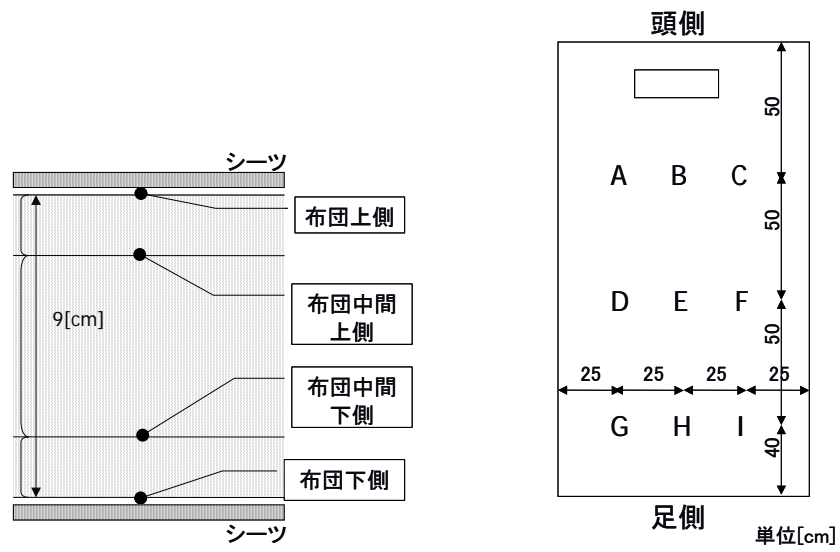 シーツ
布団上側
布団中間
上側
9[cm]
布団中間
下側
布団下側
シーツ
頭側
50
A B C
50
D E F
50
25 25 25 25
G H I
40
足側
単位[cm]